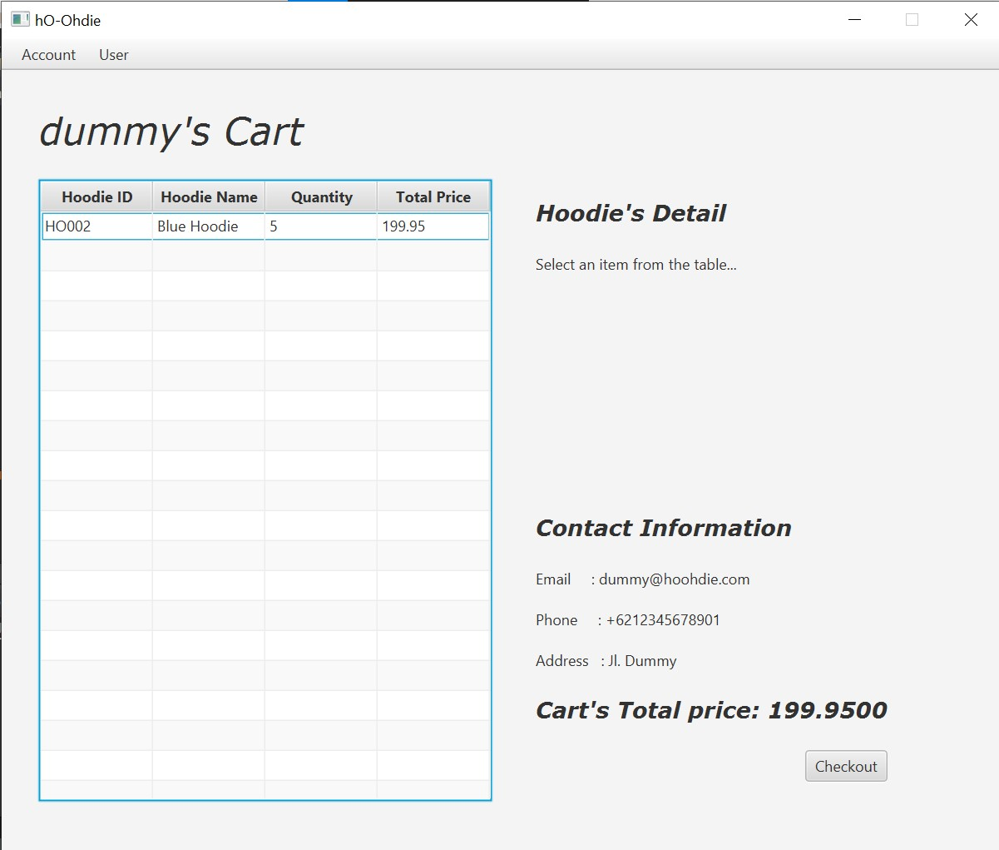 hO-Ohdie
Account User
dummy's Cart
Hoodie ID Hoodie Name Quantity Total Price
HO002 Blue Hoodie 5 199.95
Hoodie's Detail
Select an item from the table...
Contact Information
Email : dummy@hoohdie.com
Phone : +6212345678901
Address : Jl. Dummy
Cart's Total price: 199.9500
Checkout